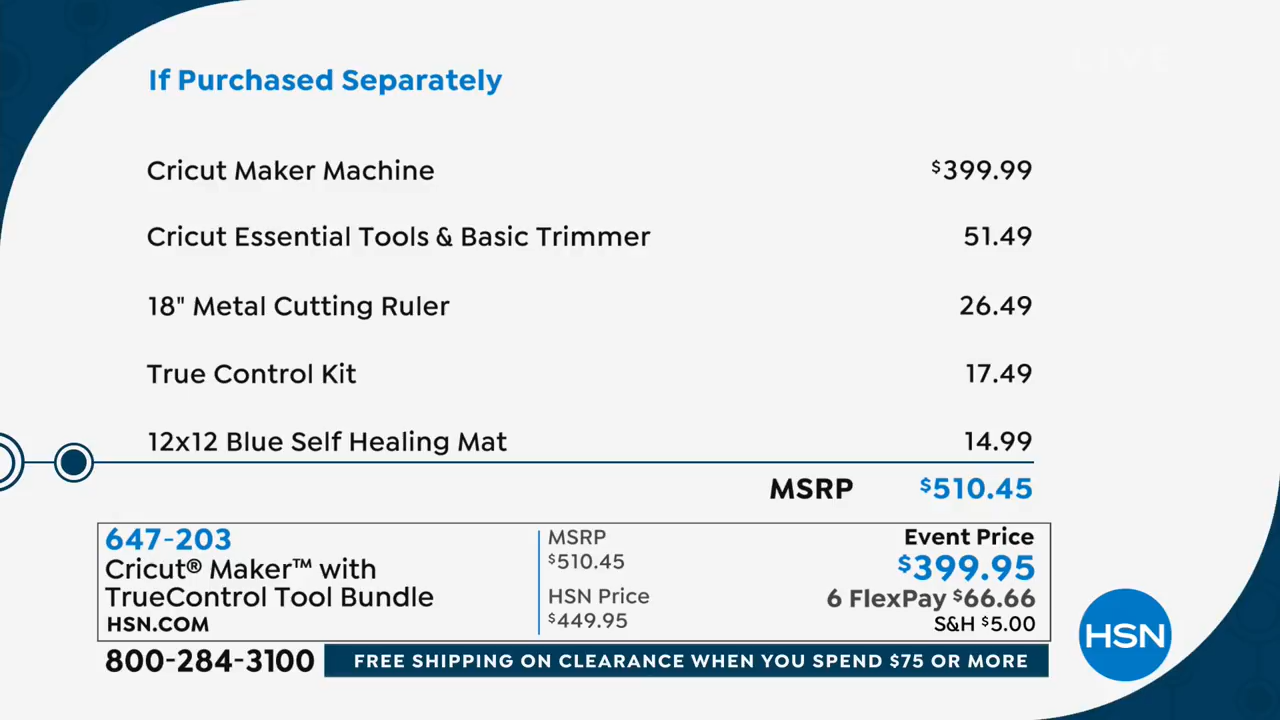 LIVE
If Purchased Separately
Cricut Maker Machine $399.99
Cricut Essential Tools & Basic Trimmer 51.49
18" Metal Cutting Ruler 26.49
True Control Kit 17.49
12x12 Blue Self Healing Mat 14.99
MSRP $510.45
647-203
Cricut® Maker™ with
TrueControl Tool Bundle
HSN.COM
MSRP
$510.45
HSN Price
$449.95
Event Price
$399.95
6 FlexPay $66.66
S&H $5.00
HSN
800-284-3100 FREE SHIPPING ON CLEARANCE WHEN YOU SPEND $75 OR MORE